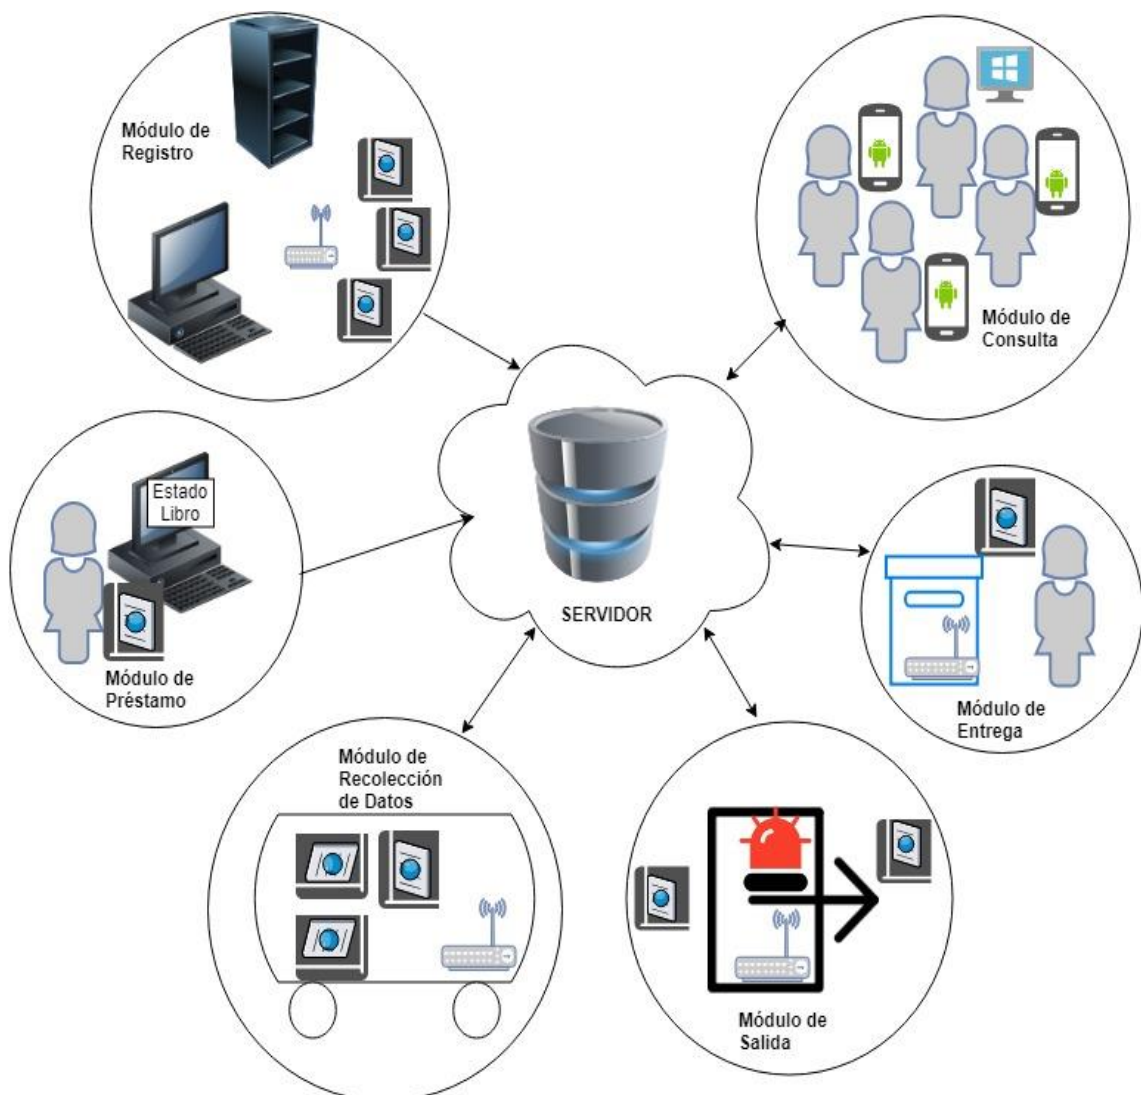 Módulo de
Registro
Módulo de
Consulta
Estado
Libro
Módulo de
Préstamo
SERVIDOR
Módulo de
Entrega
Módulo de
Recolección
de Datos
Módulo de
Salida